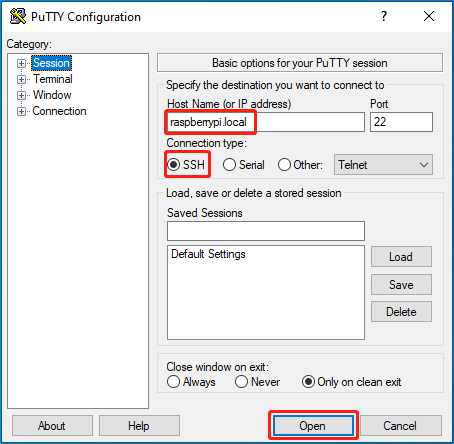 PuTTY Configuration
Category:
Session
Terminal
Window
Connection
Basic options for your PuTTY session
Specify the destination you want to connect to
Host Name (or IP address) Port
raspberrypi.local 22
Connection type:
SSH Serial Other: Telnet
Load, save or delete a stored session
Saved Sessions
Default Settings
Load
Save
Delete
Close window on exit:
Always Never Only on clean exit
About Help Open Cancel